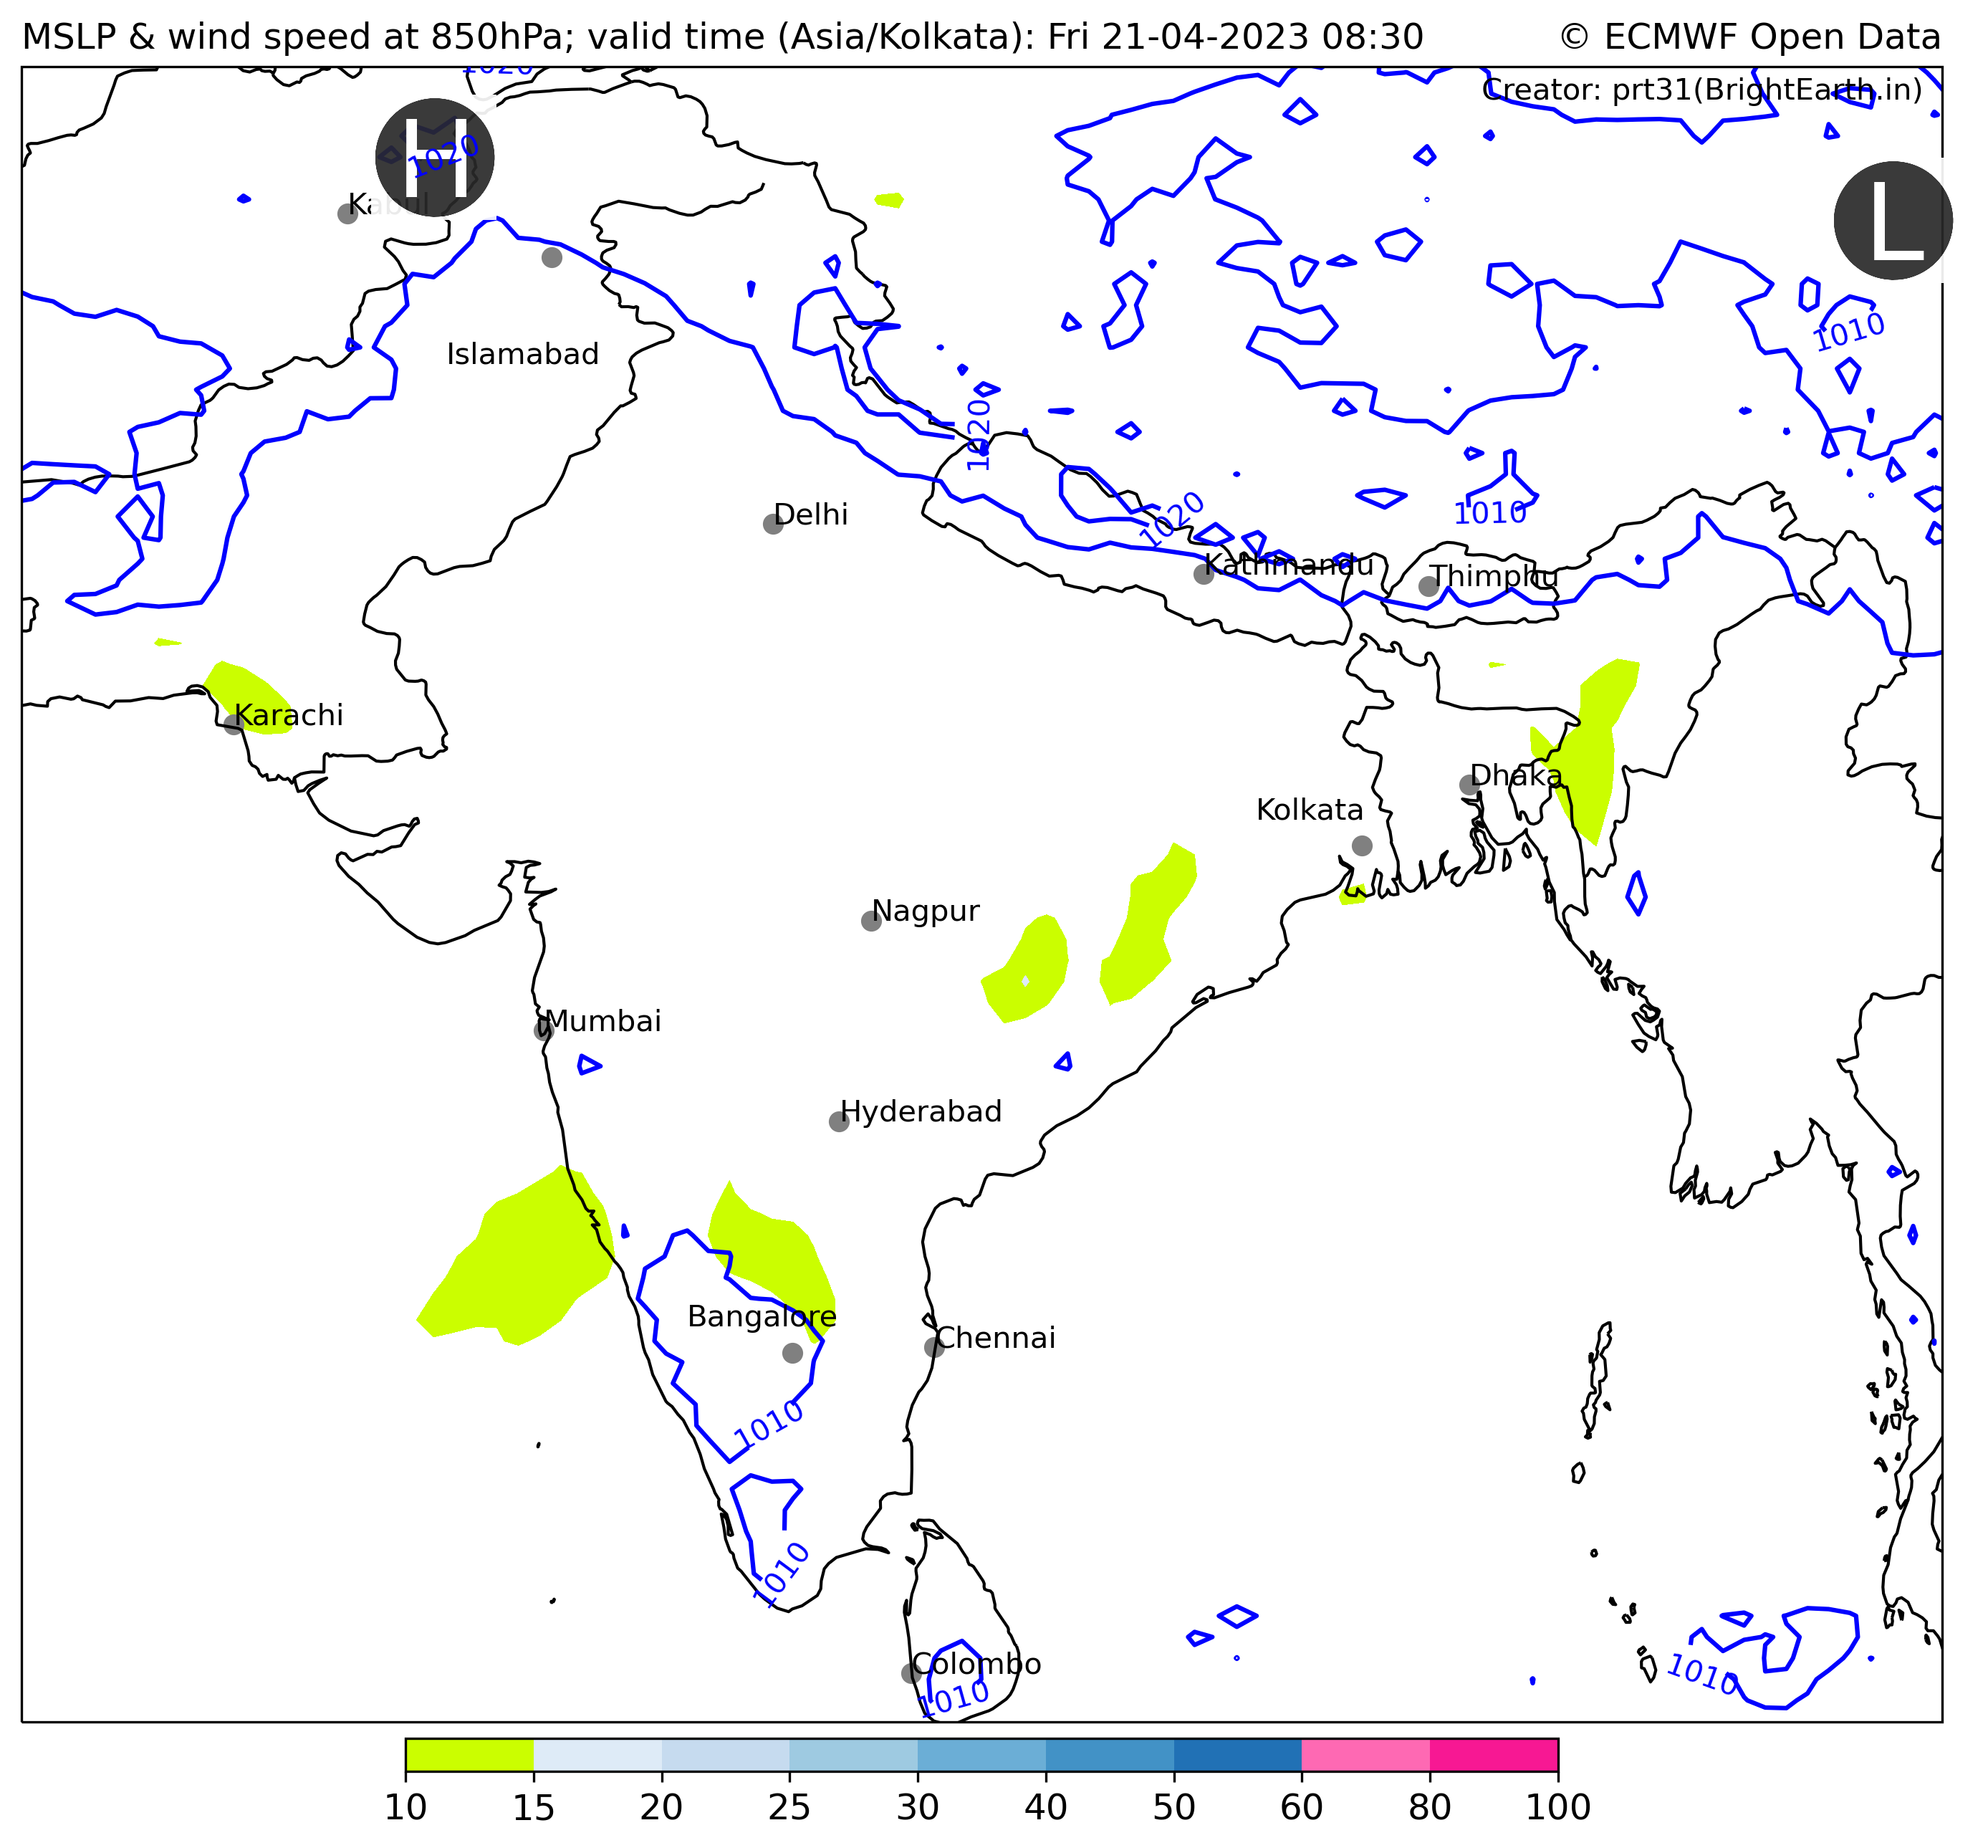 MSLP & wind speed at 850hPa; valid time (Asia/Kolkata): Fri 21-04-2023 08:30
© ECMWF Open Data
1020
Creator: prt31(BrightEarth.in)
H
1020
Kabul
L
1010
Islamabad
1020
Delhi
1020
1010
Kathmandu
Thimphu
Karachi
Dhaka
Kolkata
Nagpur
Mumbai
Hyderabad
Bangalore
Chennai
1010
1010
Colombo
1010
1010
10 15 20 25 30 40 50 60 80 100